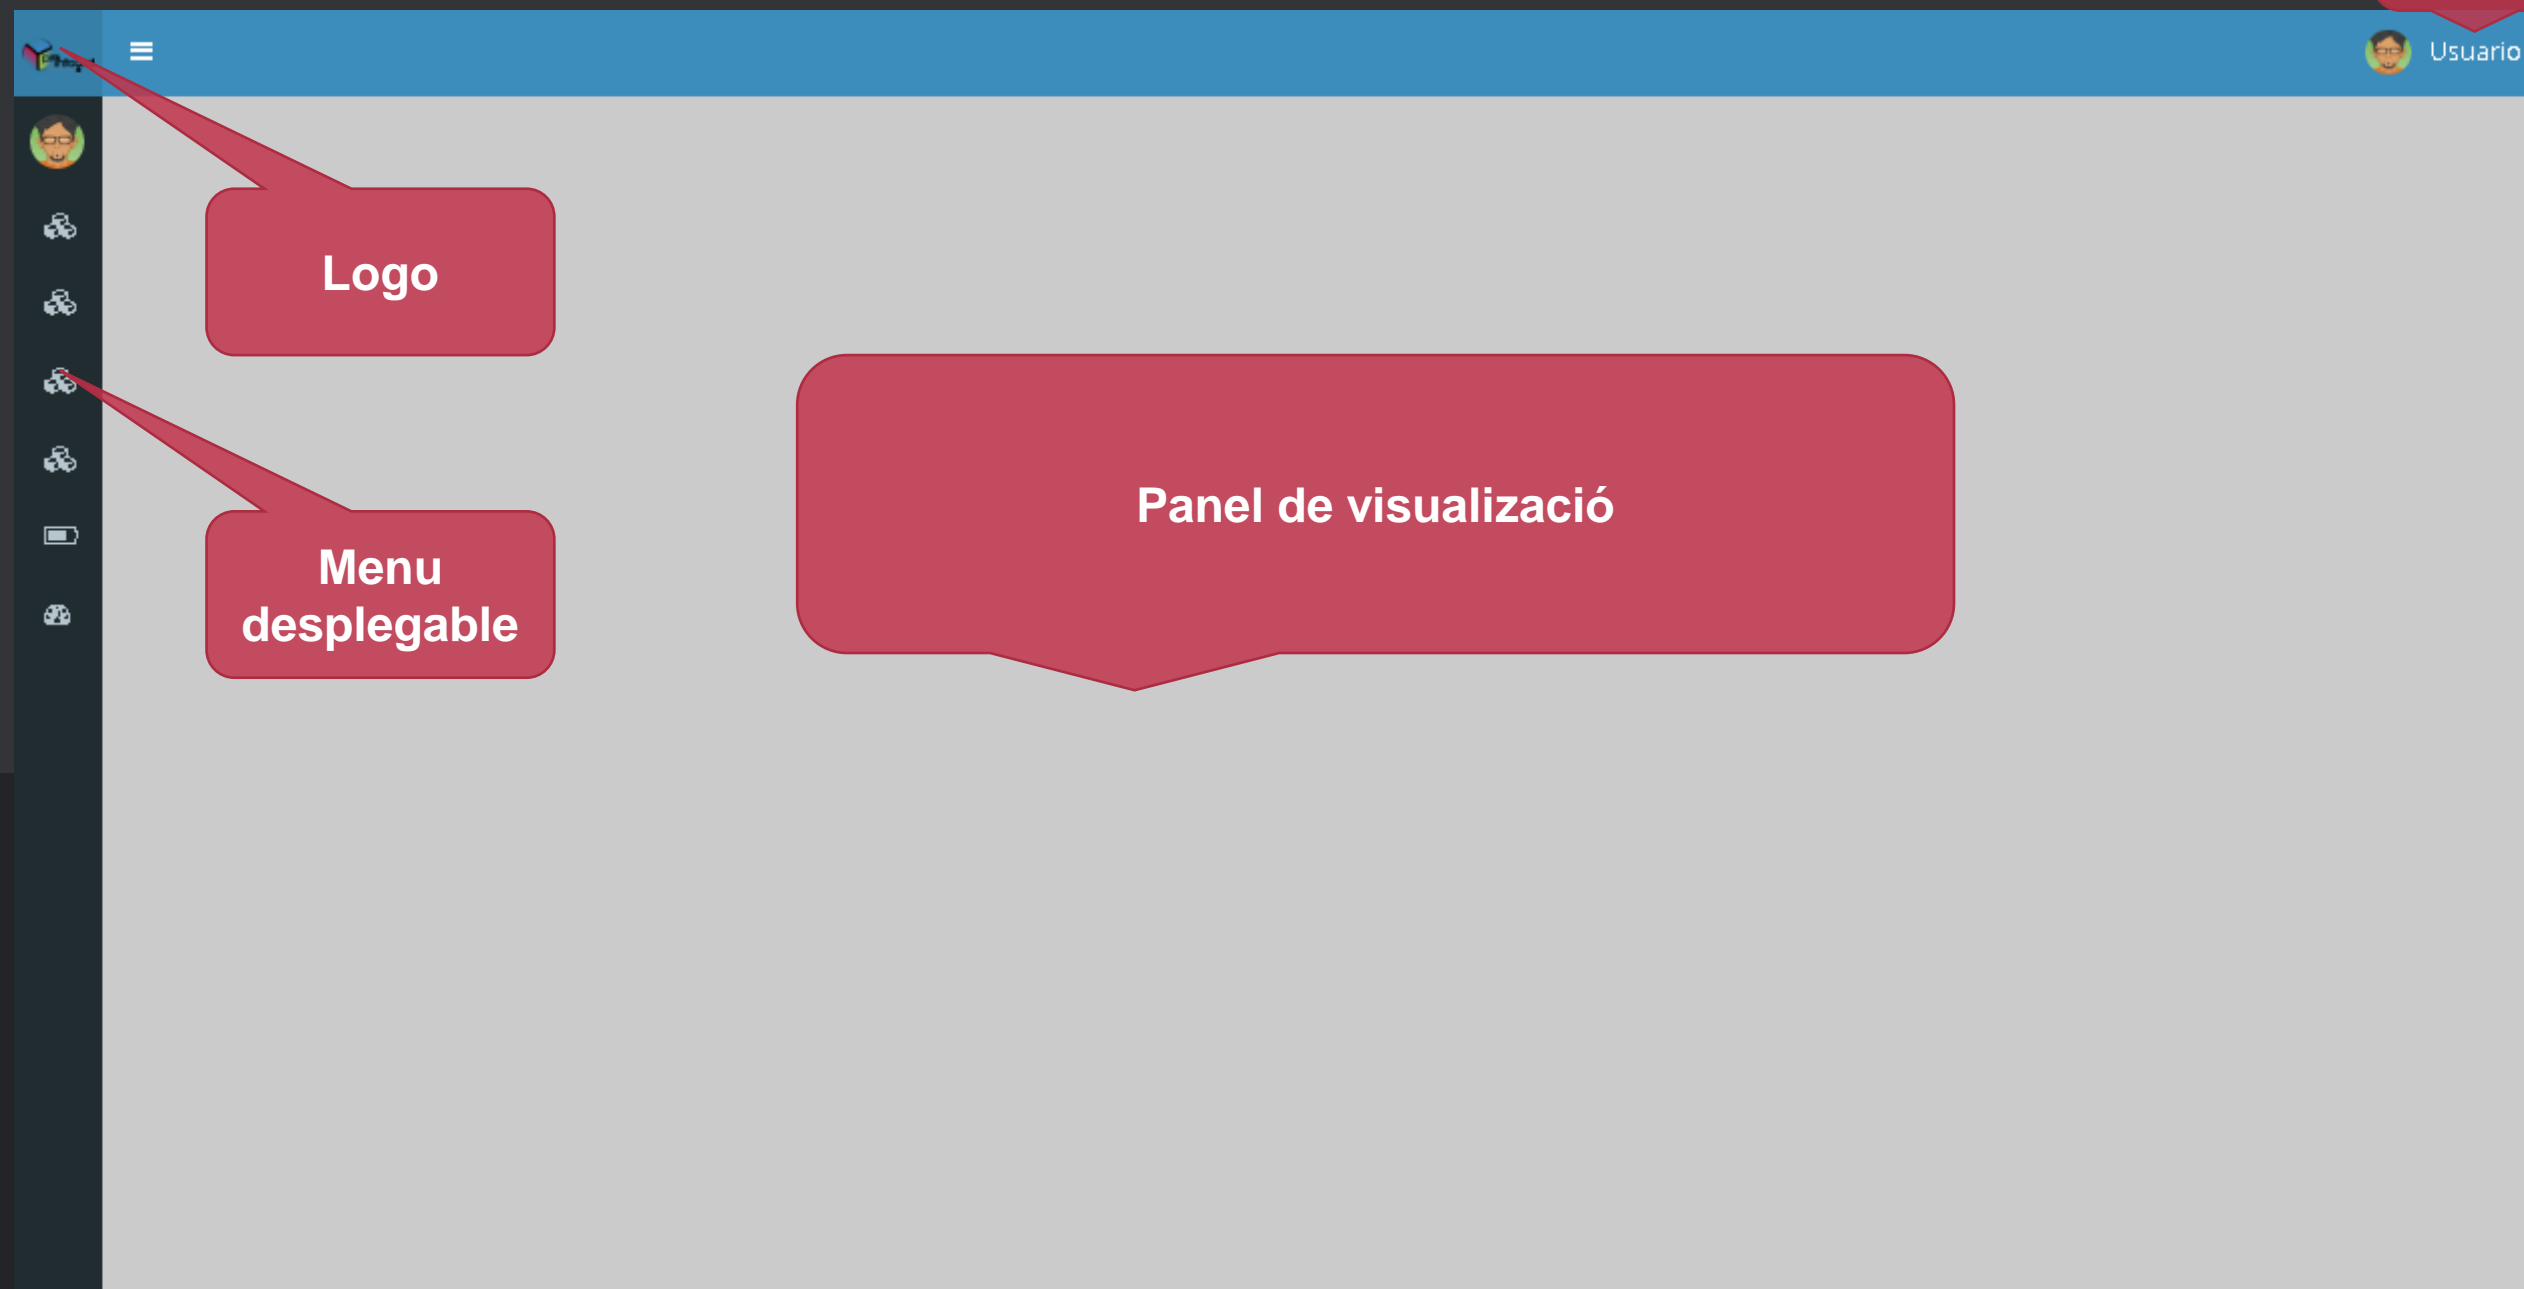 Usuario
Logo
Panel de visualizació
Menu
desplegable